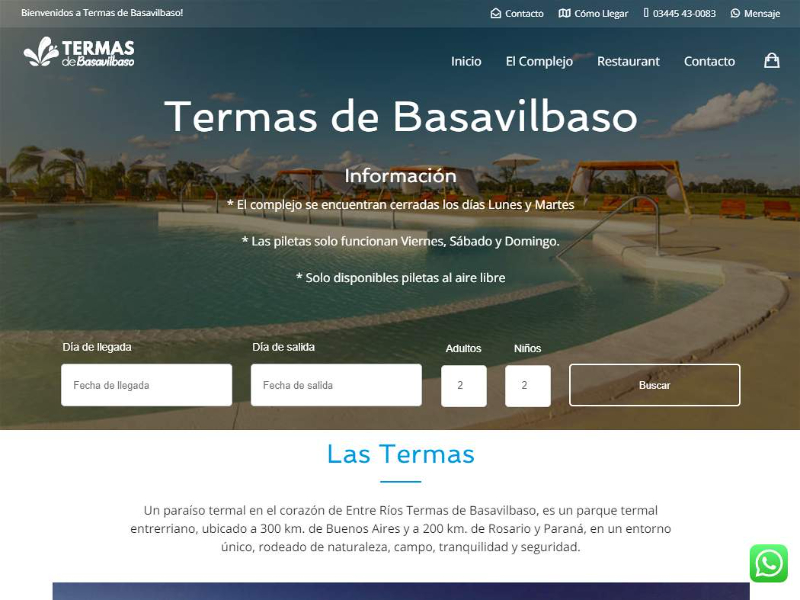 Bienvenidos a Termas de Basavilbaso!
Contacto
Cómo Llegar
03445 43-0083
Mensaje
TERMAS
de Basavilbaso
Inicio
El Complejo
Restaurant
Contacto
Termas de Basavilbaso
Información
* El complejo se encuentran cerradas los días Lunes y Martes
* Las piletas solo funcionan Viernes, Sábado y Domingo.
* Solo disponibles piletas al aire libre
Día de llegada
Día de salida
Adultos
Niños
Fecha de llegada
Fecha de salida
2
2
Buscar
Las Termas
Un paraíso termal en el corazón de Entre Ríos Termas de Basavilbaso, es un parque termal
entrerriano, ubicado a 300 km. de Buenos Aires y a 200 km. de Rosario y Paraná, en un entorno
único, rodeado de naturaleza, campo, tranquilidad y seguridad.